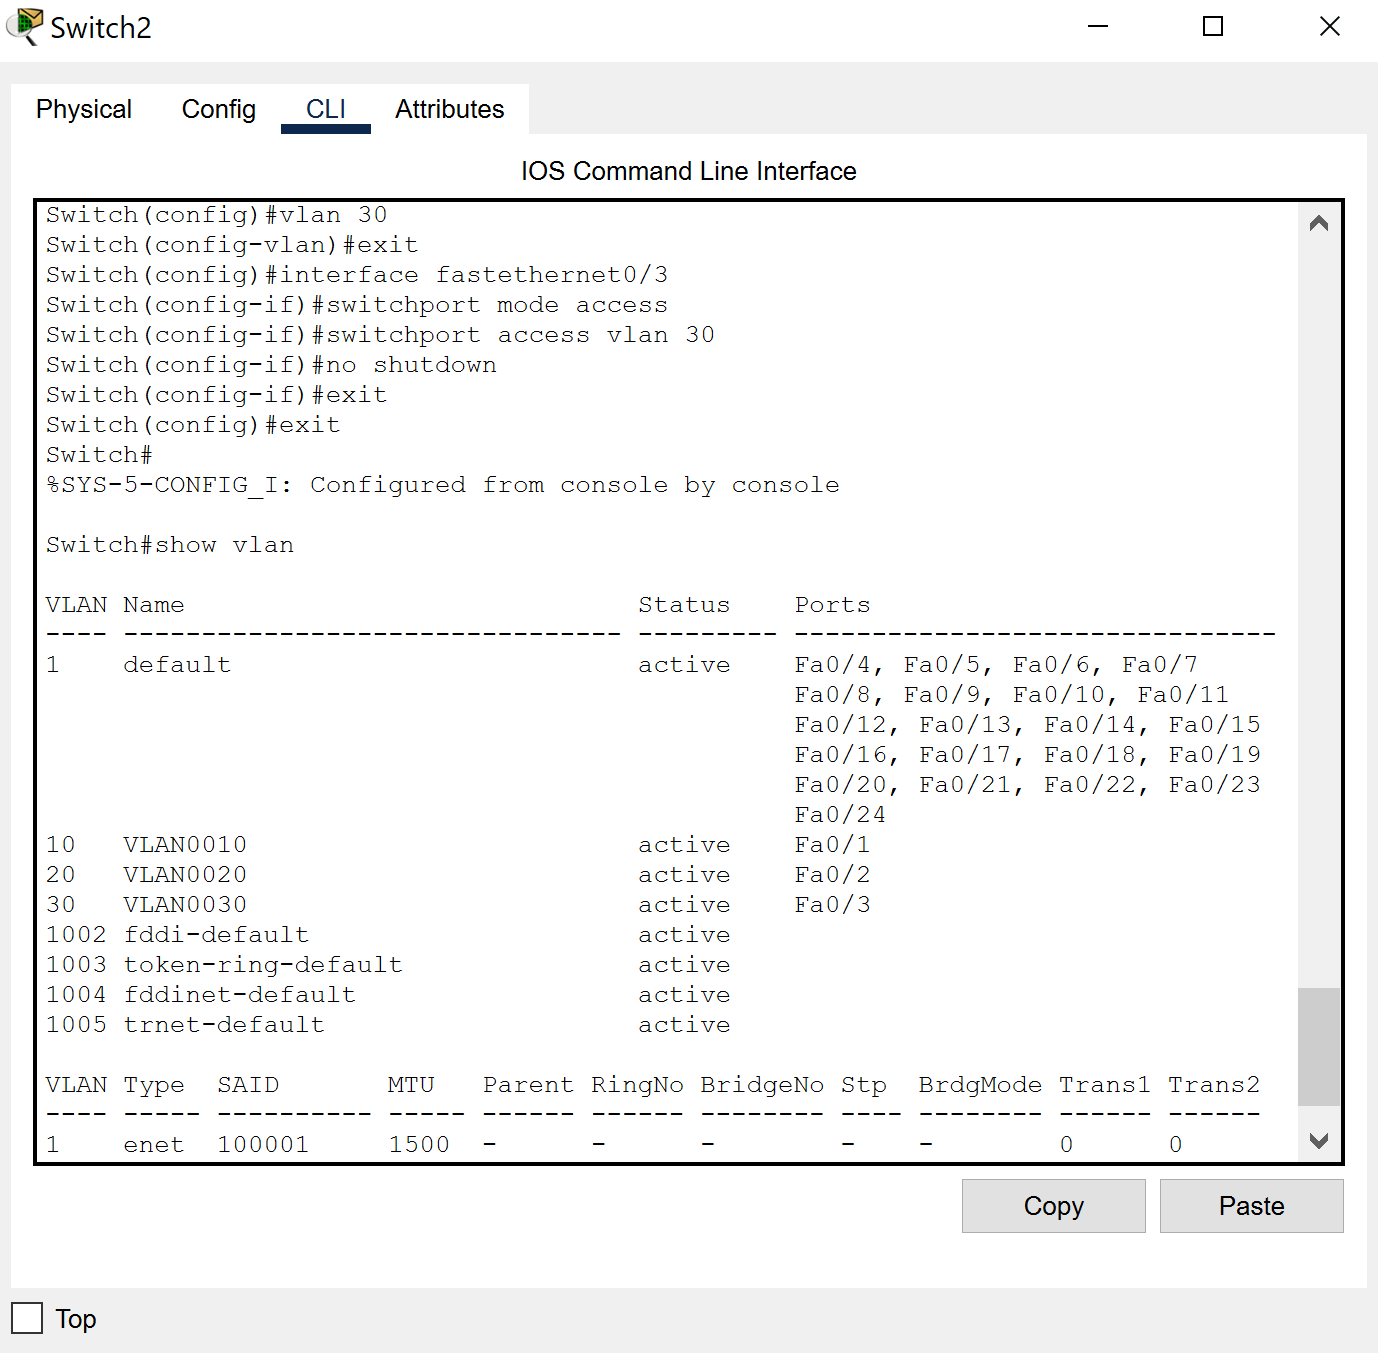 Switch2
Physical Config CLI Attributes
IOS Command Line Interface
Switch(config)#vlan 30
Switch(config-vlan)#exit
Switch(config)#interface fastethernet0/3
Switch(config-if)#switchport mode access
Switch(config-if)#switchport access vlan 30
Switch(config-if)#no shutdown
Switch(config-if)#exit
Switch(config)#exit
Switch#
%SYS-5-CONFIG_I: Configured from console by console
Switch#show vlan
VLAN Name                             Status    Ports
---- -------------------------------- --------- -------------------------------
1    default                          active    Fa0/4, Fa0/5, Fa0/6, Fa0/7
                                                Fa0/8, Fa0/9, Fa0/10, Fa0/11
                                                Fa0/12, Fa0/13, Fa0/14, Fa0/15
                                                Fa0/16, Fa0/17, Fa0/18, Fa0/19
                                                Fa0/20, Fa0/21, Fa0/22, Fa0/23
                                                Fa0/24
10   VLAN0010                         active    Fa0/1
20   VLAN0020                         active    Fa0/2
30   VLAN0030                         active    Fa0/3
1002 fddi-default                     active
1003 token-ring-default               active
1004 fddinet-default                  active
1005 trnet-default                    active
VLAN Type  SAID       MTU   Parent RingNo BridgeNo Stp  BrdgMode Trans1 Trans2
---- ----- ---------- ----- ------ ------ -------- ---- -------- ------ ------
1    enet  100001     1500  -      -      -        -    -        0      0
Copy Paste
Top